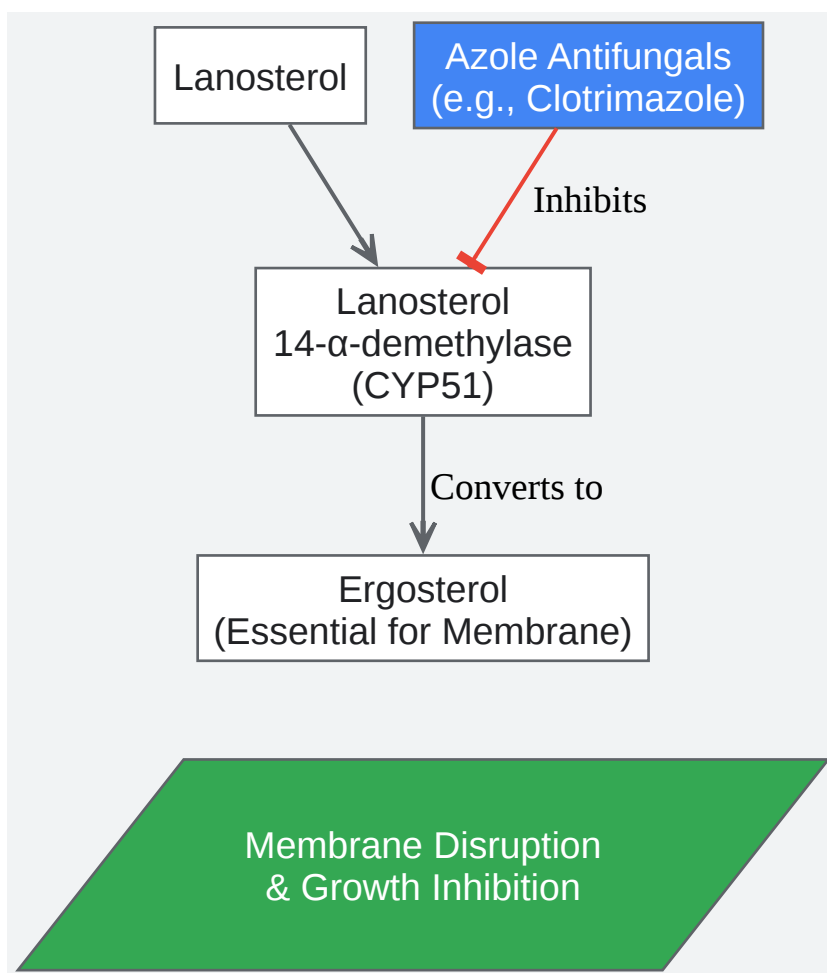 Lanosterol
Azole Antifungals
(e.g., Clotrimazole)
Inhibits
Lanosterol
14-α-demethylase
(CYP51)
Converts to
Ergosterol
(Essential for Membrane)
Membrane Disruption
& Growth Inhibition